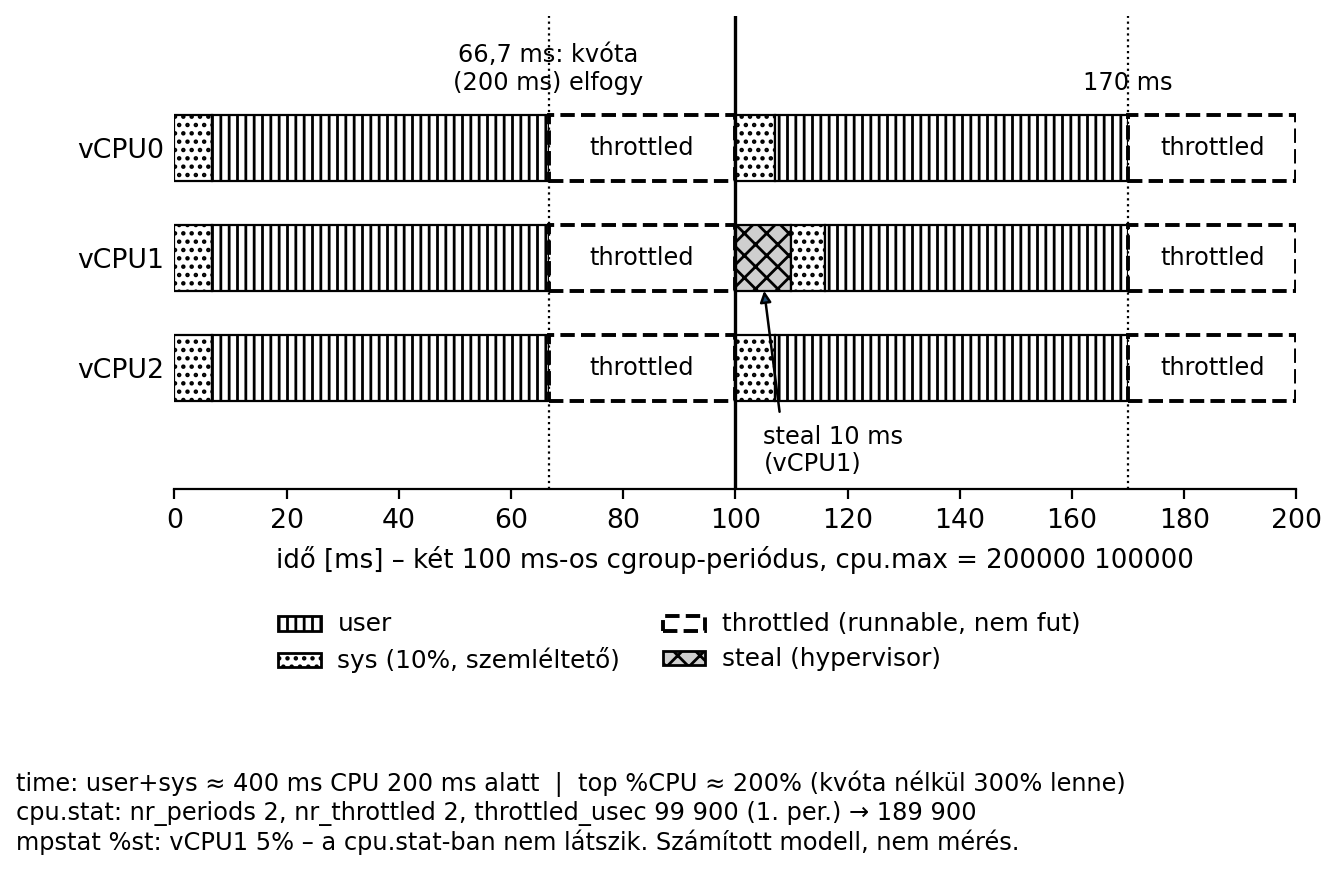 66,7 ms: kvóta
(200 ms) elfogy
170 ms
vCPU0
throttled
throttled
vCPU1
throttled
throttled
vCPU2
throttled
throttled
steal 10 ms
(vCPU1)
0 20 40 60 80 100 120 140 160 180 200
idő [ms] – két 100 ms-os cgroup-periódus, cpu.max = 200000 100000
user
throttled (runnable, nem fut)
sys (10%, szemléltető)
steal (hypervisor)
time: user+sys ≈ 400 ms CPU 200 ms alatt | top %CPU ≈ 200% (kvóta nélkül 300% lenne)
cpu.stat: nr_periods 2, nr_throttled 2, throttled_usec 99 900 (1. per.) → 189 900
mpstat %st: vCPU1 5% – a cpu.stat-ban nem látszik. Számított modell, nem mérés.